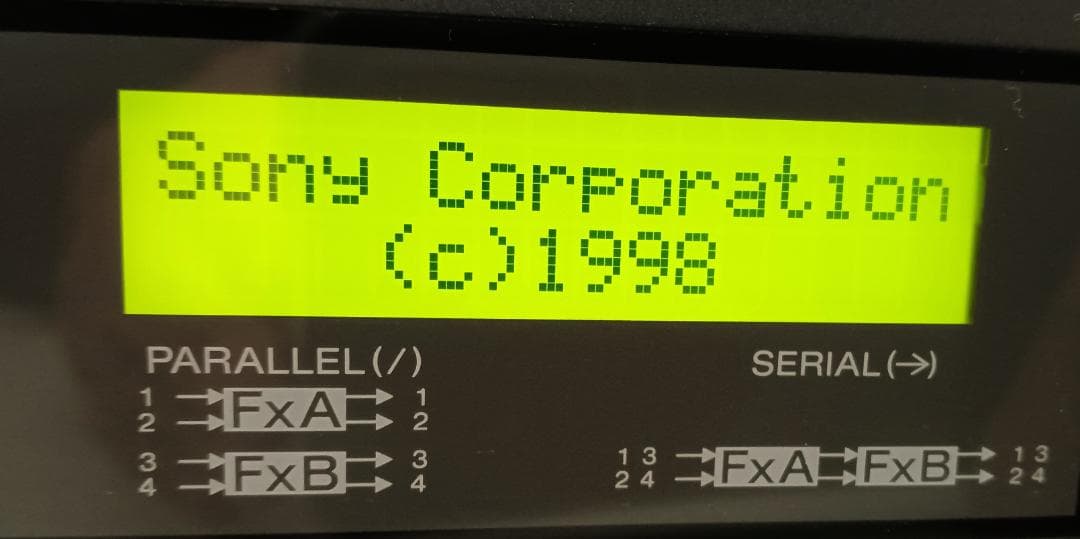 Sony Corporation
(c)1998
PARALLEL(/)
1 FxA 1
2 2
3 FxB 3
4 4
SERIAL(→)
1 3 FxA FxB 1 3
2 4 2 4